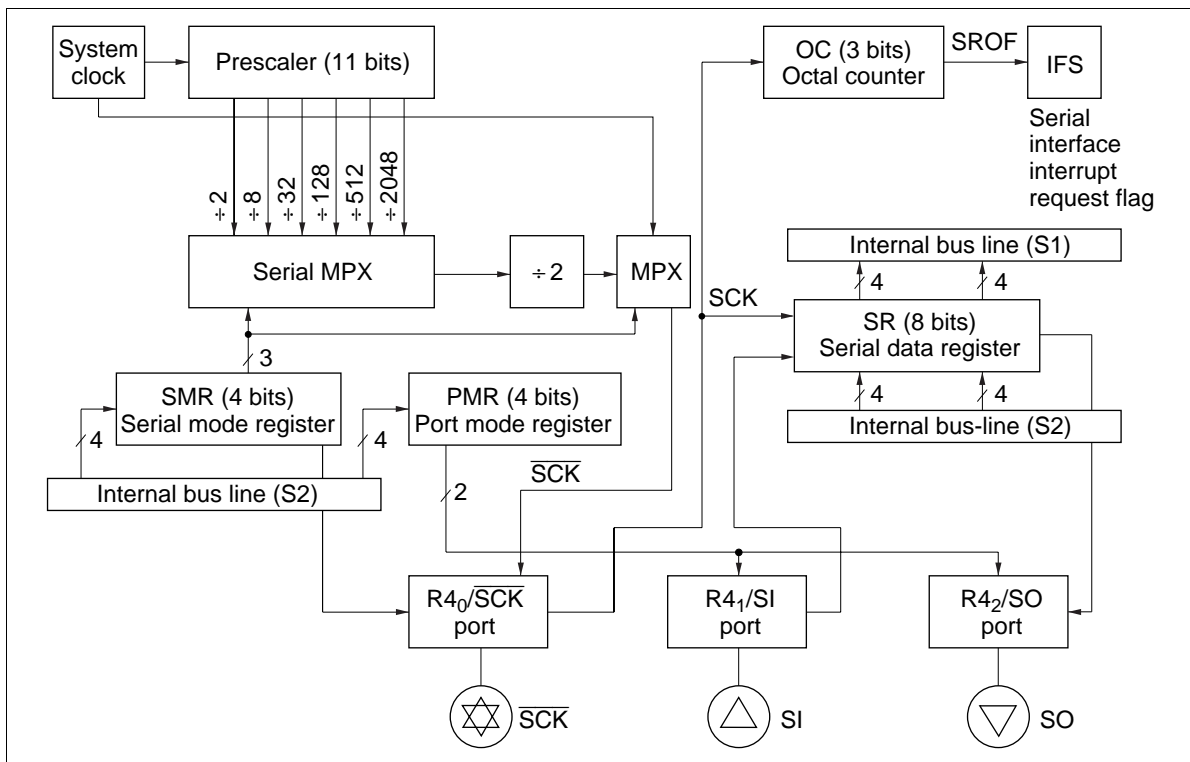 System
clock
Prescaler (11 bits)
OC (3 bits)
Octal counter
SROF
IFS
Serial
interface
interrupt
request flag
÷2
÷8
÷32
÷128
÷512
÷2048
Serial MPX
÷2
MPX
Internal bus line (S1)
4
4
SCK
SR (8 bits)
Serial data register
3
4
4
SMR (4 bits)
Serial mode register
PMR (4 bits)
Port mode register
Internal bus-line (S2)
4
4
Internal bus line (S2)
2
S̅C̅K̅
R4₀/S̅C̅K̅
port
R4₁/SI
port
R4₂/SO
port
S̅C̅K̅
SI
SO